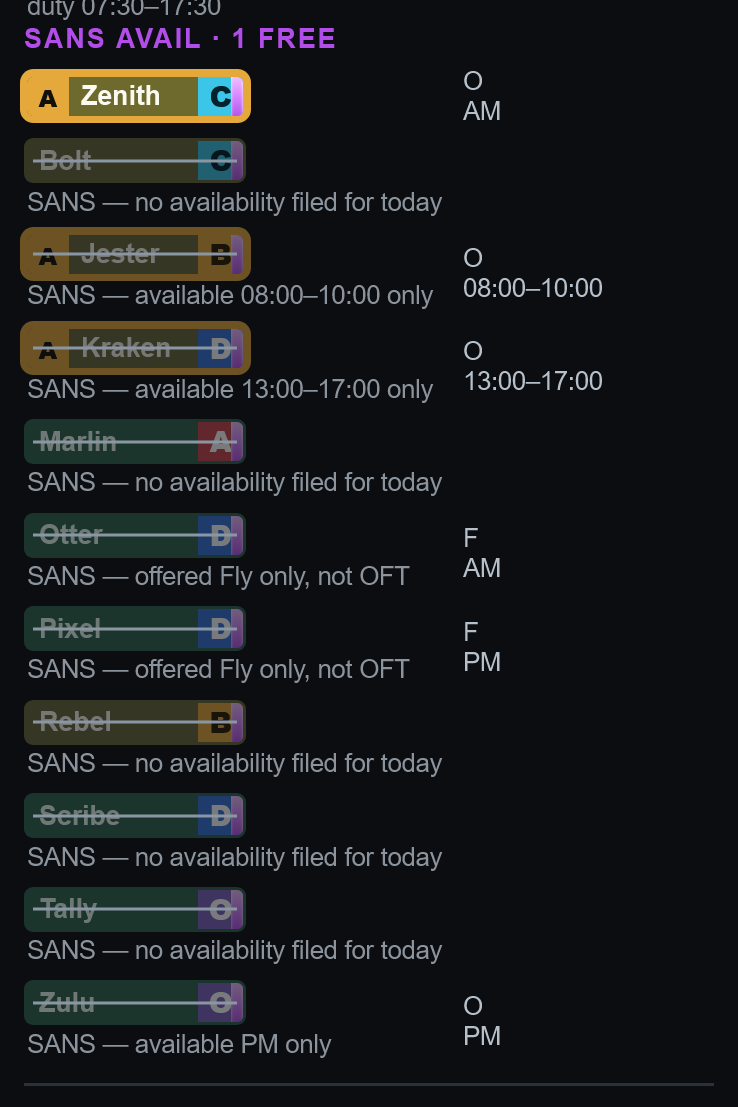 duty 07:30–17:30
SANS AVAIL · 1 FREE
A Zenith C
O
AM
Bolt C
SANS — no availability filed for today
A Jester B
O
SANS — available 08:00–10:00 only
08:00–10:00
A Kraken D
O
SANS — available 13:00–17:00 only
13:00–17:00
Marlin A
SANS — no availability filed for today
Otter D
F
SANS — offered Fly only, not OFT
AM
Pixel D
F
SANS — offered Fly only, not OFT
PM
Rebel B
SANS — no availability filed for today
Scribe D
SANS — no availability filed for today
Tally O
SANS — no availability filed for today
Zulu O
O
SANS — available PM only
PM